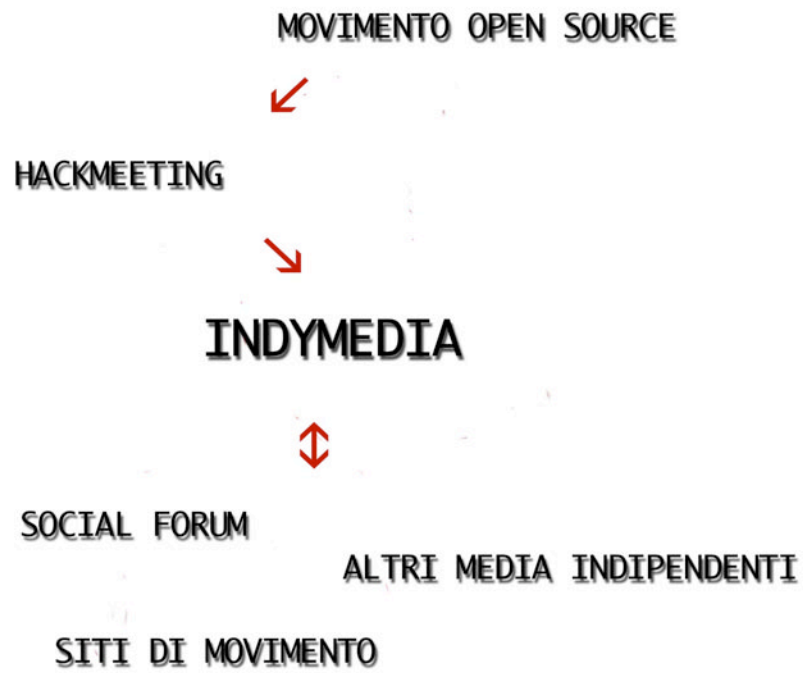 MOVIMENTO OPEN SOURCE
HACKMEETING
INDYMEDIA
SOCIAL FORUM
ALTRI MEDIA INDIPENDENTI
SITI DI MOVIMENTO